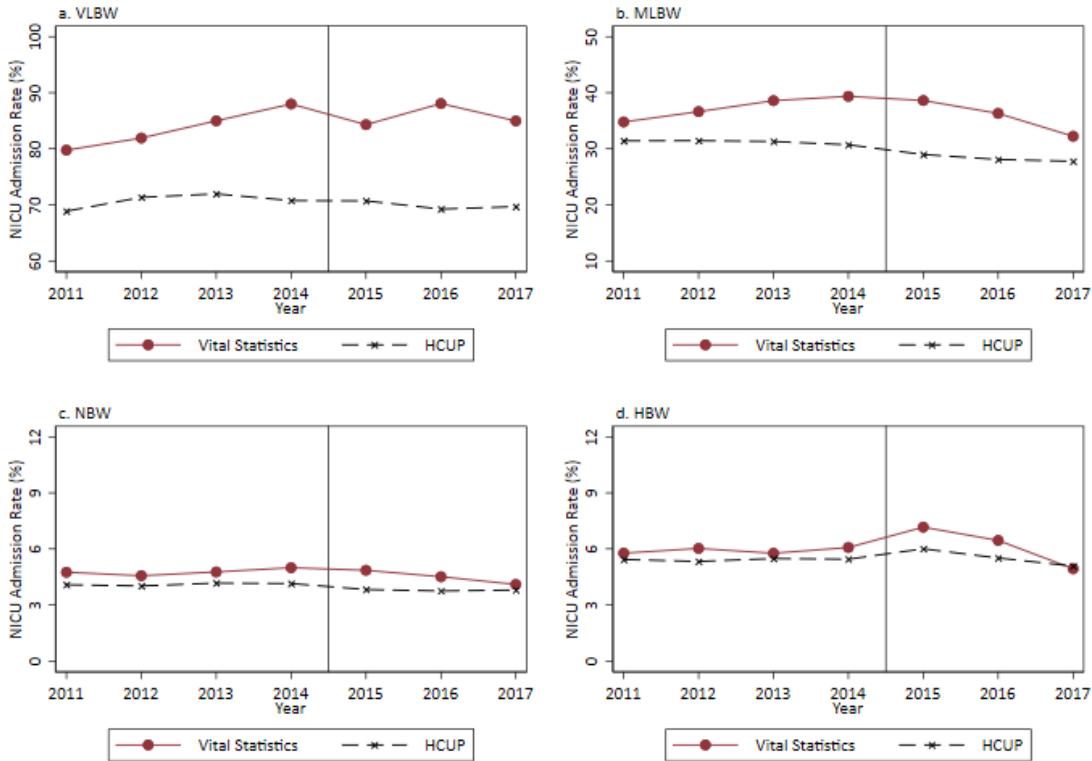 a. VLBW
NICU Admission Rate (%)
100
90
80
70
60
2011 2012 2013 2014 2015 2016 2017
Year
Vital Statistics HCUP
b. MLBW
NICU Admission Rate (%)
50
40
30
20
10
2011 2012 2013 2014 2015 2016 2017
Year
Vital Statistics HCUP
c. NBW
NICU Admission Rate (%)
12
9
6
3
0
2011 2012 2013 2014 2015 2016 2017
Year
Vital Statistics HCUP
d. HBW
NICU Admission Rate (%)
12
9
6
3
0
2011 2012 2013 2014 2015 2016 2017
Year
Vital Statistics HCUP